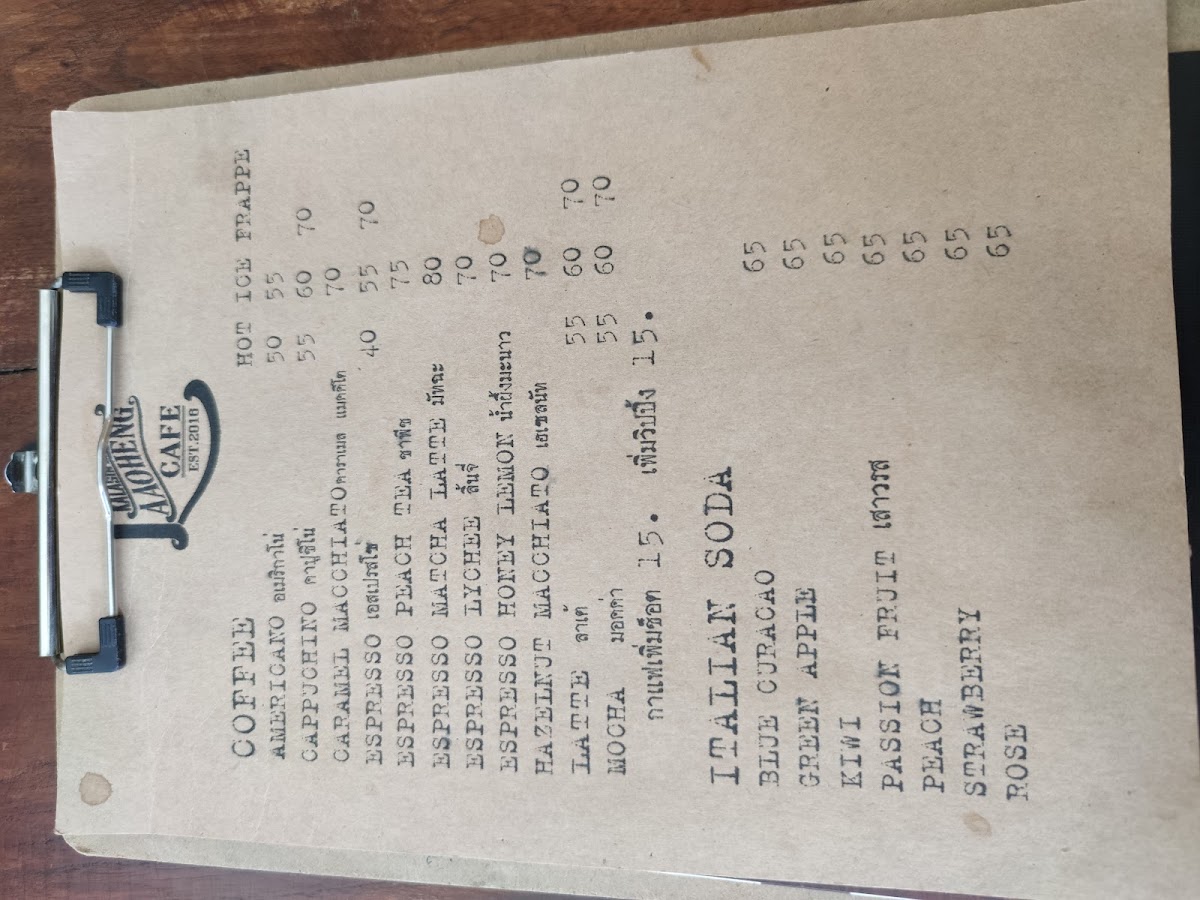 AAOHENG
CAFE
EST.2018
COFFEE HOT ICE FRAPPE
AMERICANO อเมริกาโน่ 50 55
CAPPUCHINO คาปูชิโน่ 55 60 70
CARAMEL MACCHIATO คาราเมล แมคคิโต 70
ESPRESSO เอสเปรสโซ่ 40 55 70
ESPRESSO PEACH TEA ชาพีช 75
ESPRESSO MATCHA LATTE มัทฉะ 80
ESPRESSO LYCHEE ลิ้นจี่ 70
ESPRESSO HONEY LEMON น้ำผึ้งมะนาว 70
HAZELNUT MACCHIATO เฮเซลนัท 70
LATTE ลาเต้ 55 60 70
MOCHA มอคค่า 55 60 70
กาแฟเพิ่มช็อต 15. เพิ่มวิปปิ้ง 15.
ITALIAN SODA
BLUE CURACAO 65
GREEN APPLE 65
KIWI 65
PASSION FRUIT เสาวรส 65
PEACH 65
STRAWBERRY 65
ROSE 65